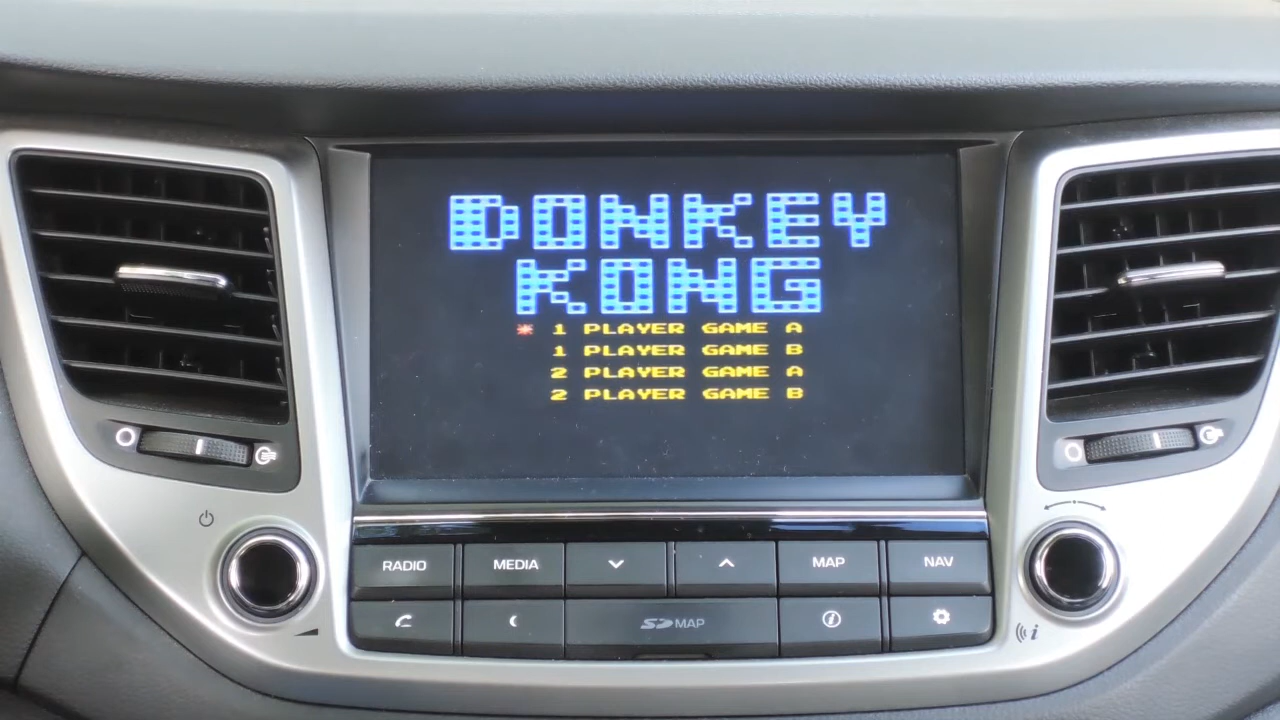 DONKEY
KONG
* 1 PLAYER GAME A
1 PLAYER GAME B
2 PLAYER GAME A
2 PLAYER GAME B
RADIO MEDIA MAP NAV
SD MAP